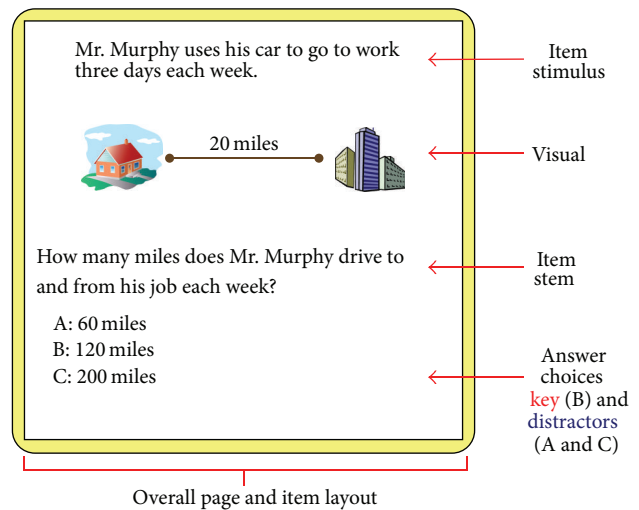 Mr. Murphy uses his car to go to work
three days each week.
Item
stimulus
20 miles
Visual
How many miles does Mr. Murphy drive to
and from his job each week?
Item
stem
A: 60 miles
B: 120 miles
C: 200 miles
Answer
choices
key (B) and
distractors
(A and C)
Overall page and item layout